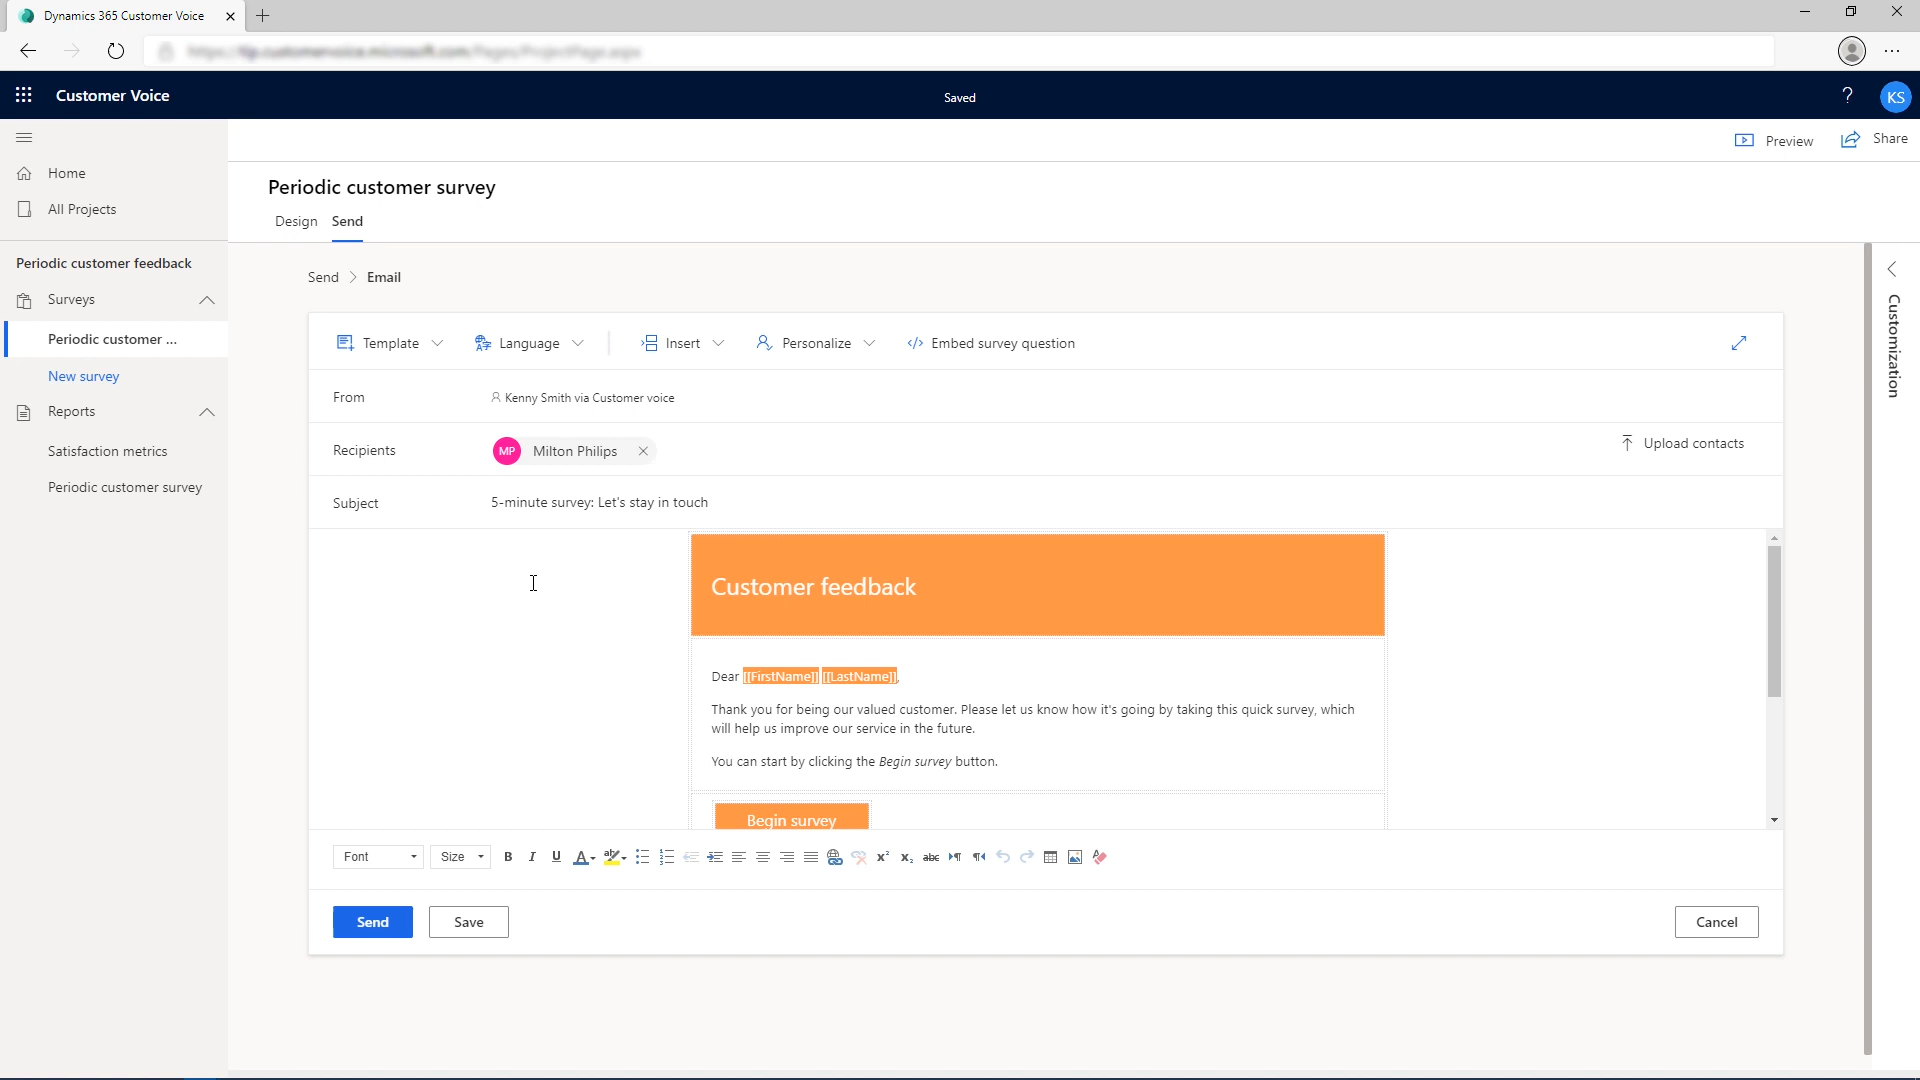 Dynamics 365 Customer Voice
Customer Voice
Saved
?
KS
Preview
Share
Home
All Projects
Periodic customer feedback
Surveys
Periodic customer ...
New survey
Reports
Satisfaction metrics
Periodic customer survey
Periodic customer survey
Design Send
Send > Email
Template Language Insert Personalize </> Embed survey question
From Kenny Smith via Customer voice
Recipients MP Milton Philips
Upload contacts
Subject 5-minute survey: Let's stay in touch
Customer feedback
Dear [[FirstName]] [[LastName]],
Thank you for being our valued customer. Please let us know how it's going by taking this quick survey, which
will help us improve our service in the future.
You can start by clicking the Begin survey button.
Begin survey
Font Size B I U A ab x² x₂ abc
Send Save Cancel
Customization